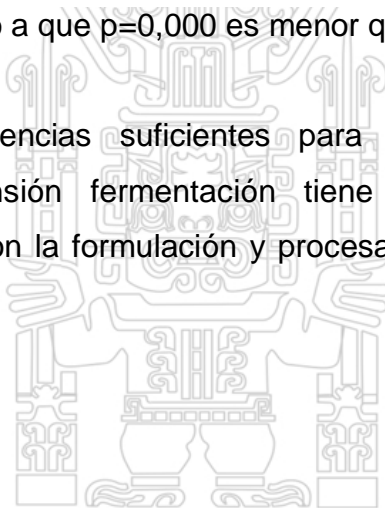 a que p=0,000 es menor q
encias suficientes para
nsión fermentación tiene
on la formulación y procesa